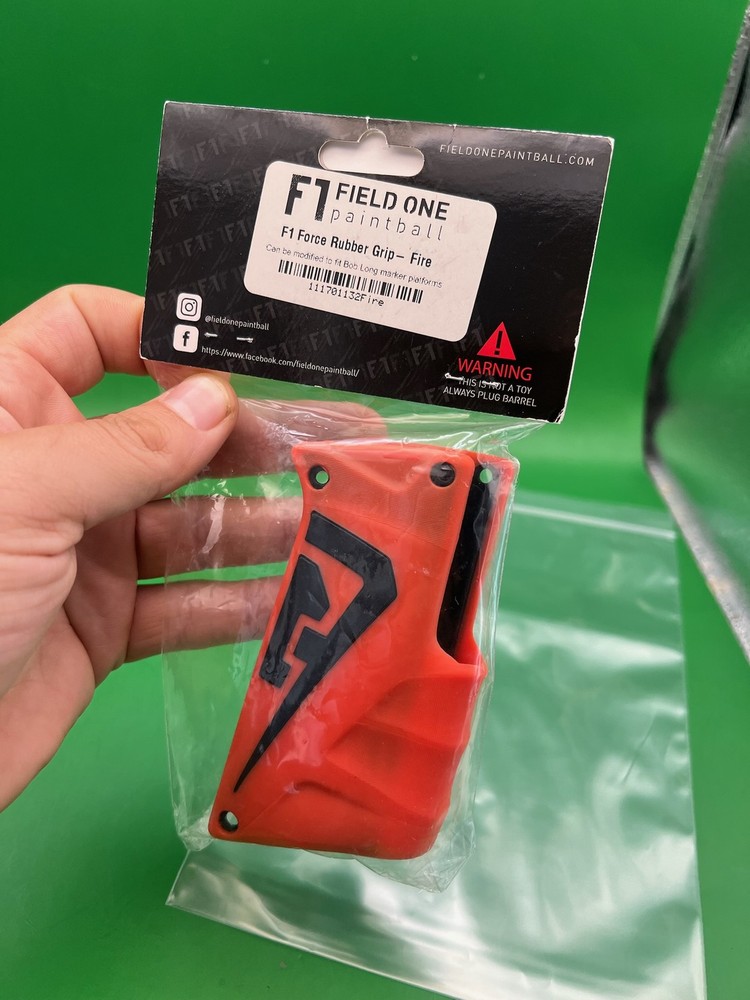 FIELDONEPAINTBALL.COM
F1 FIELD ONE
paintball
F1 Force Rubber Grip- Fire
Can be modified to fit Bob Long marker platforms
111701132Fire
@fieldonepaintball
f
https://www.facebook.com/fieldonepaintball/
!
WARNING
THIS IS NOT A TOY
ALWAYS PLUG BARREL